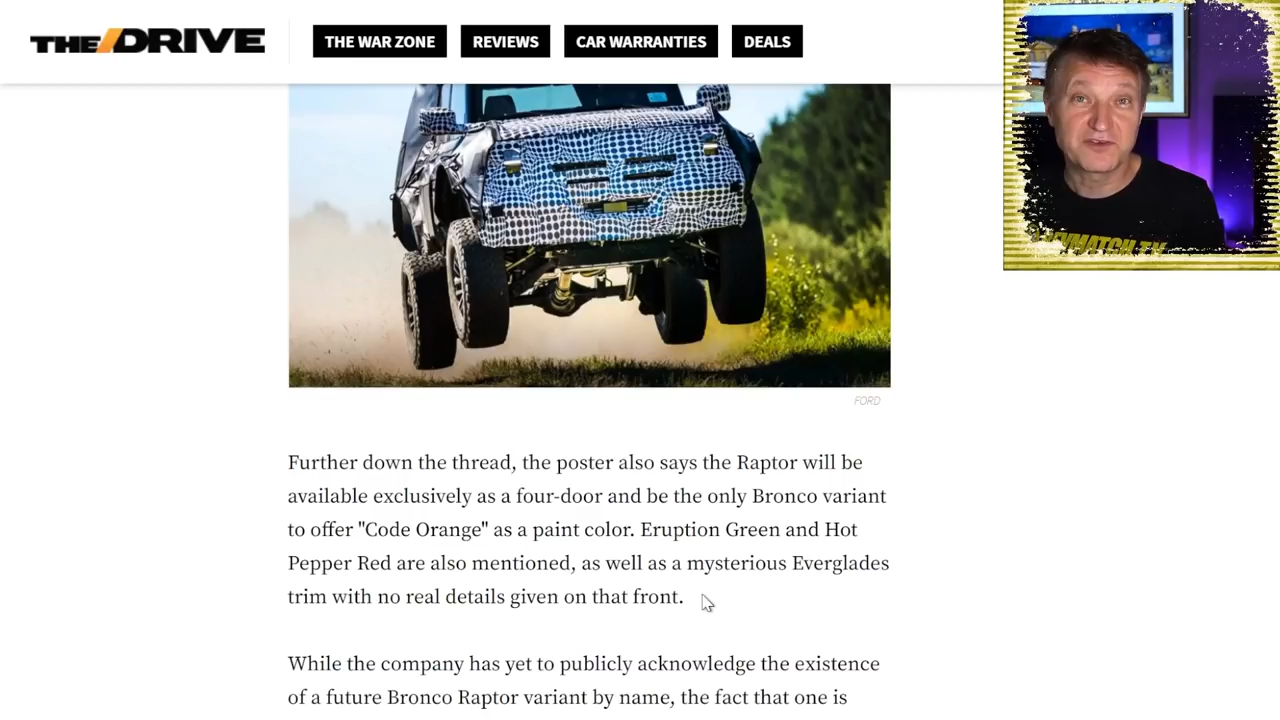 THE/DRIVE
THE WAR ZONE
REVIEWS
CAR WARRANTIES
DEALS
FORD
Further down the thread, the poster also says the Raptor will be
available exclusively as a four-door and be the only Bronco variant
to offer "Code Orange" as a paint color. Eruption Green and Hot
Pepper Red are also mentioned, as well as a mysterious Everglades
trim with no real details given on that front.
While the company has yet to publicly acknowledge the existence
of a future Bronco Raptor variant by name, the fact that one is